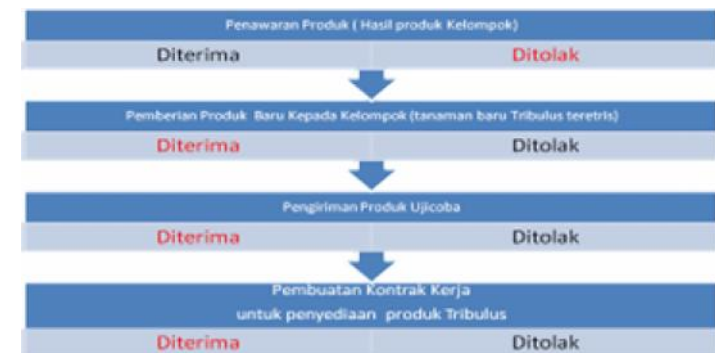 Penawaran Produk ( Hasil produk Kelompok)
Diterima Ditolak
Pemberian Produk Baru Kepada Kelompok (tanaman baru Tribulus teretris)
Diterima Ditolak
Pengiriman Produk Ujicoba
Diterima Ditolak
Pembuatan Kontrak Kerja
untuk penyediaan produk Tribulus
Diterima Ditolak